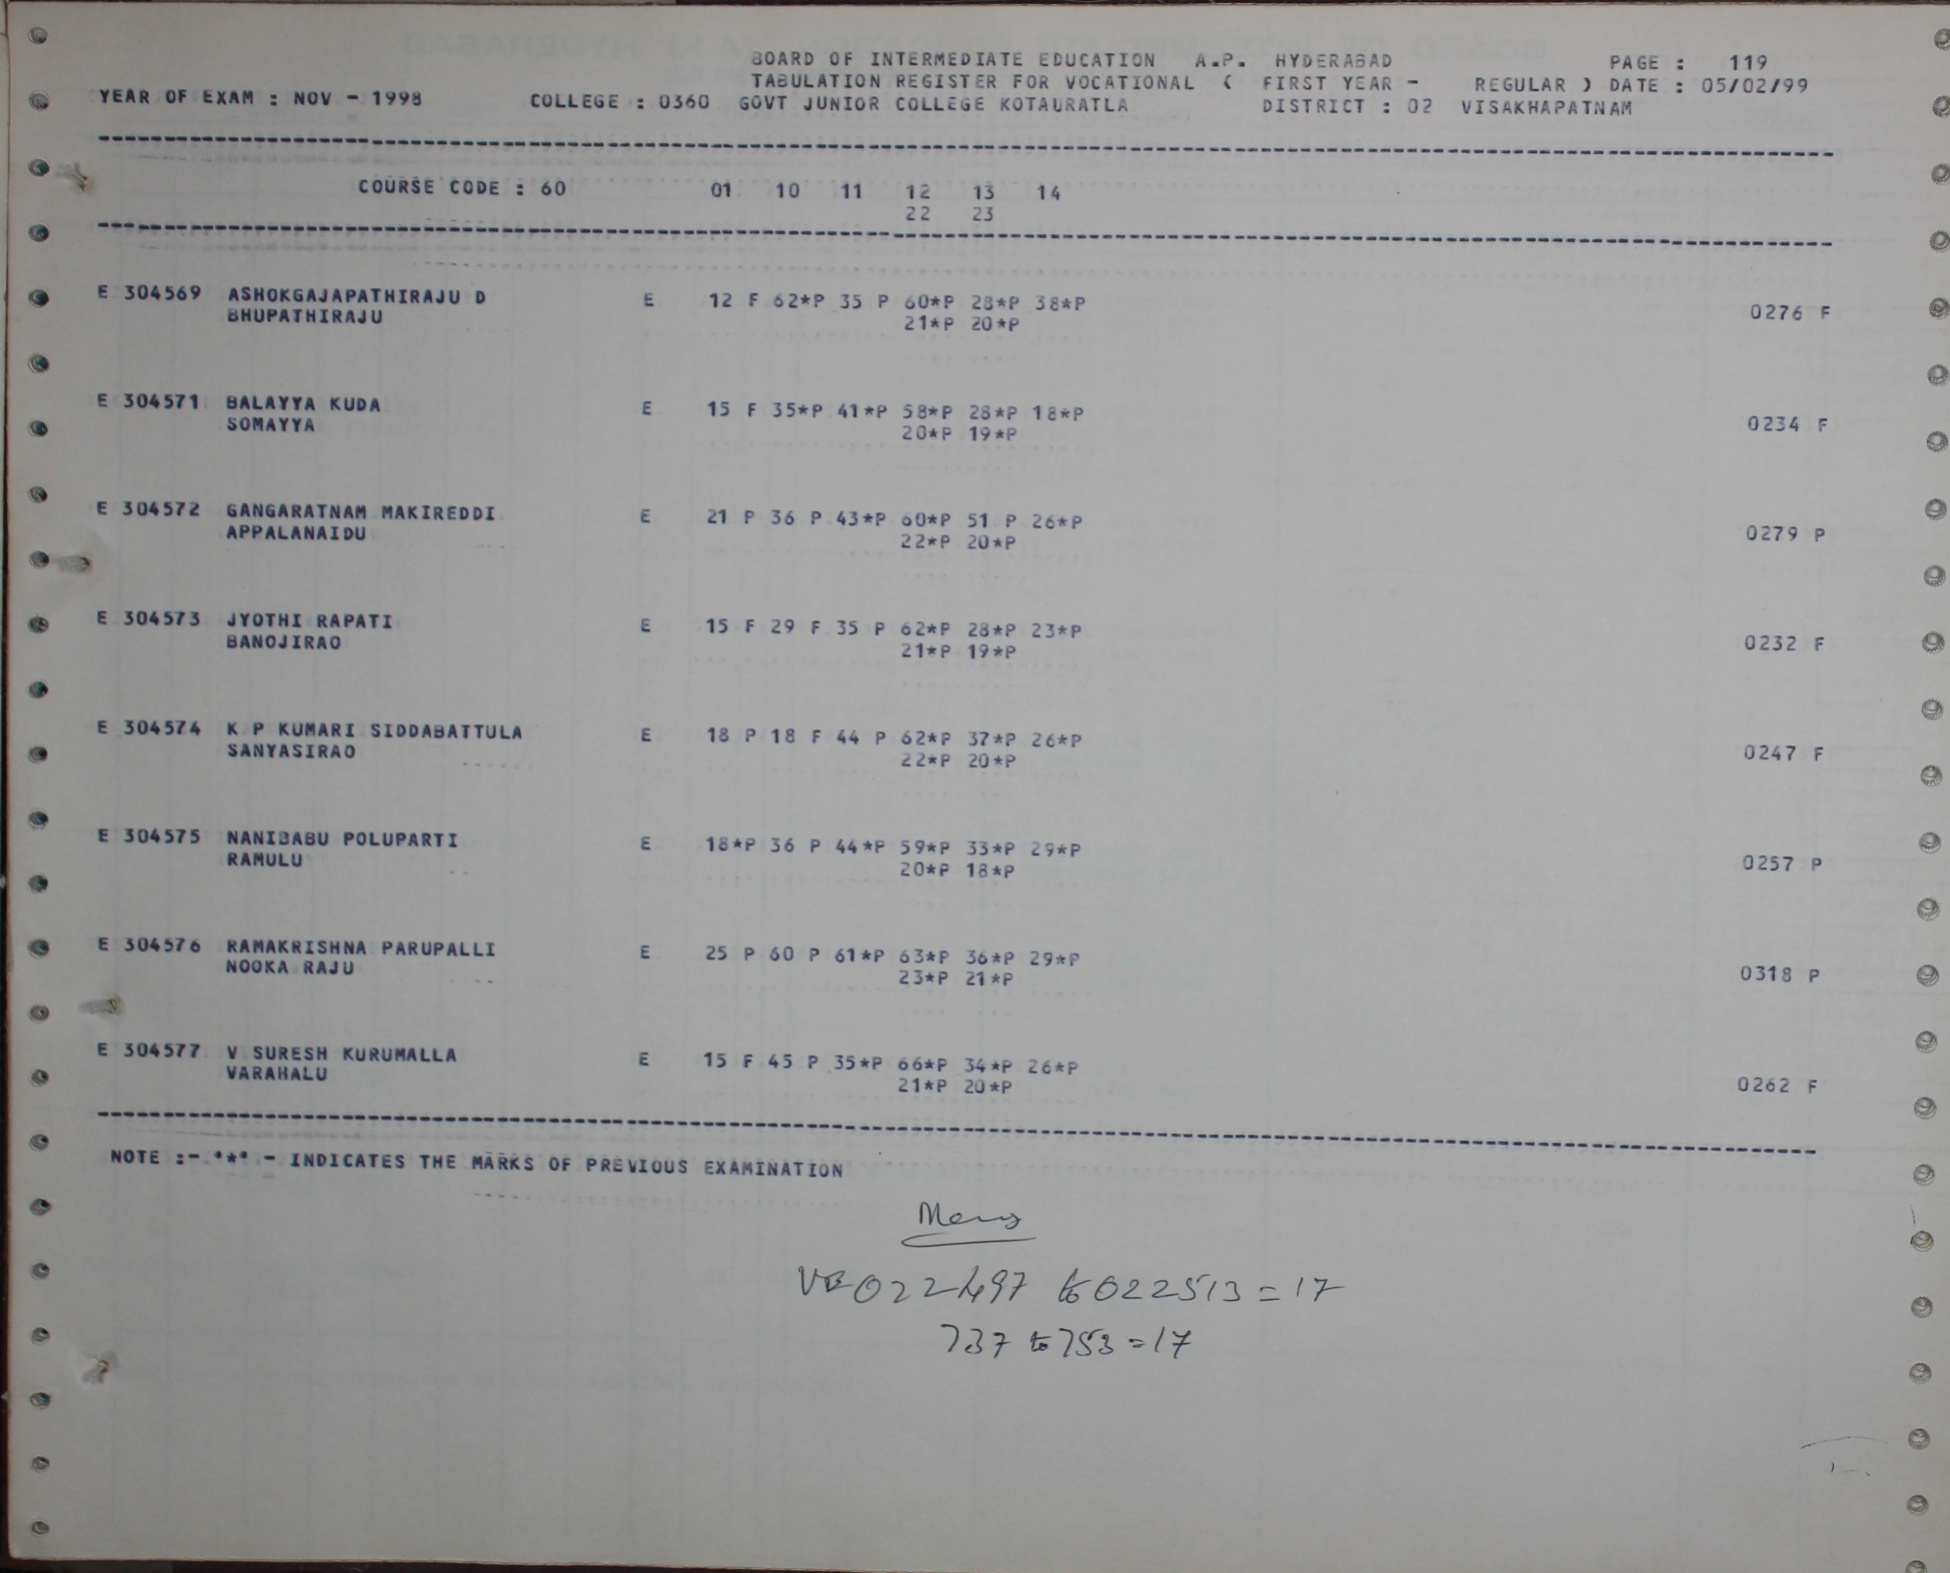 BOARD OF INTERMEDIATE EDUCATION A.P. HYDERABAD PAGE : 119
TABULATION REGISTER FOR VOCATIONAL ( FIRST YEAR - REGULAR ) DATE : 05/02/99
YEAR OF EXAM : NOV - 1998 COLLEGE : 0360 GOVT JUNIOR COLLEGE KOTAURATLA DISTRICT : 02 VISAKHAPATNAM
COURSE CODE : 60 01 10 11 12 13 14
22 23
E 304569 ASHOKGAJAPATHIRAJU D E 12 F 62*P 35 P 60*P 28*P 38*P
BHUPATHIRAJU 21*P 20*P 0276 F
E 304571 BALAYYA KUDA E 15 F 35*P 41*P 58*P 28*P 18*P
SOMAYYA 20*P 19*P 0234 F
E 304572 GANGARATNAM MAKIREDDI E 21 P 36 P 43*P 60*P 51 P 26*P
APPALANAIDU 22*P 20*P 0279 P
E 304573 JYOTHI RAPATI E 15 F 29 F 35 P 62*P 28*P 23*P
BANOJIRAO 21*P 19*P 0232 F
E 304574 K P KUMARI SIDDABATTULA E 18 P 18 F 44 P 62*P 37*P 26*P
SANYASIRAO 22*P 20*P 0247 F
E 304575 NANIBABU POLUPARTI E 18*P 36 P 44*P 59*P 33*P 29*P
RAMULU 20*P 18*P 0257 P
E 304576 RAMAKRISHNA PARUPALLI E 25 P 60 P 61*P 63*P 36*P 29*P
NOOKA RAJU 23*P 21*P 0318 P
E 304577 V SURESH KURUMALLA E 15 F 45 P 35*P 66*P 34*P 26*P
VARAHALU 21*P 20*P 0262 F
NOTE :- '*' - INDICATES THE MARKS OF PREVIOUS EXAMINATION
022497 to 022513 = 17
737 to 753 = 17